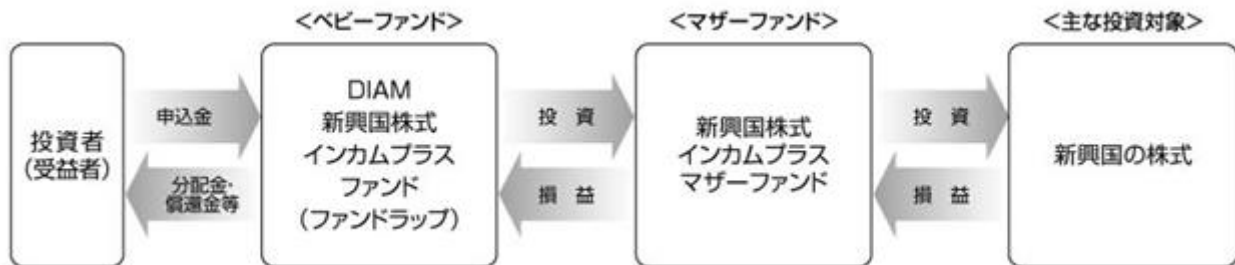 ＜ベビーファンド＞
＜マザーファンド＞
＜主な投資対象＞
投資者
（受益者）
申込金
分配金・
償還金等
DIAM
新興国株式
インカムプラス
ファンド
（ファンドラップ）
投 資
損 益
新興国株式
インカムプラス
マザーファンド
投 資
損 益
新興国の株式